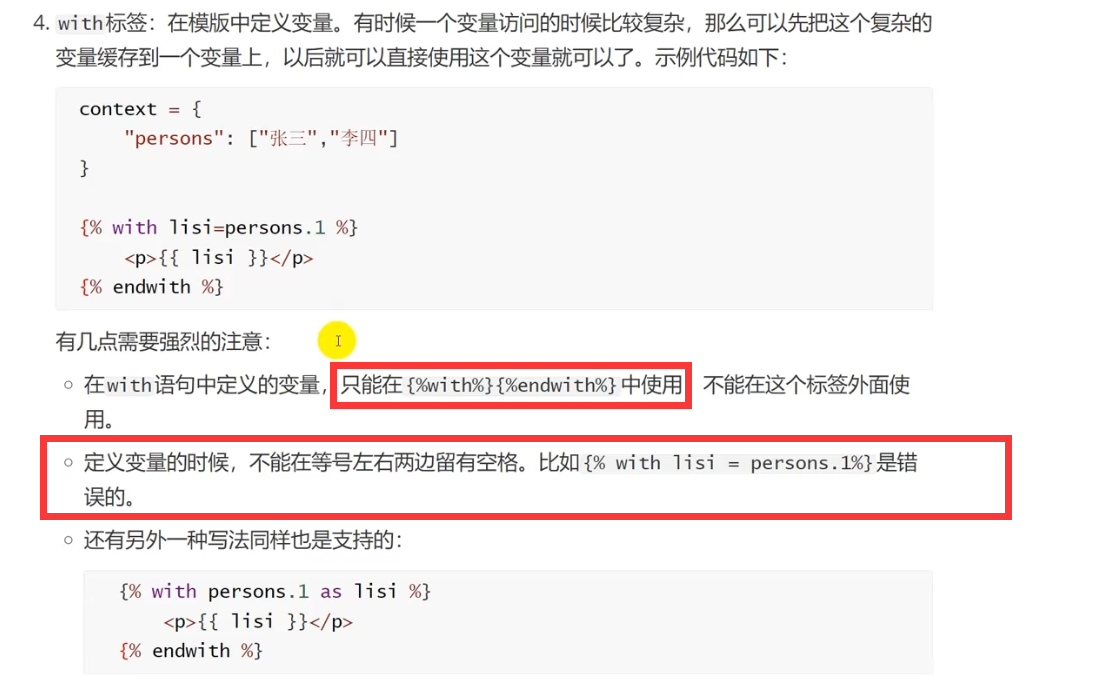 4. with标签：在模版中定义变量。有时候一个变量访问的时候比较复杂，那么可以先把这个复杂的
变量缓存到一个变量上，以后就可以直接使用这个变量就可以了。示例代码如下：
context = {
    "persons": ["张三","李四"]
}
{% with lisi=persons.1 %}
    <p>{{ lisi }}</p>
{% endwith %}
有几点需要强烈的注意：
○ 在with语句中定义的变量，只能在{%with%}{%endwith%}中使用 不能在这个标签外面使
用。
○ 定义变量的时候，不能在等号左右两边留有空格。比如{% with lisi = persons.1%}是错
误的。
○ 还有另外一种写法同样也是支持的：
{% with persons.1 as lisi %}
    <p>{{ lisi }}</p>
{% endwith %}